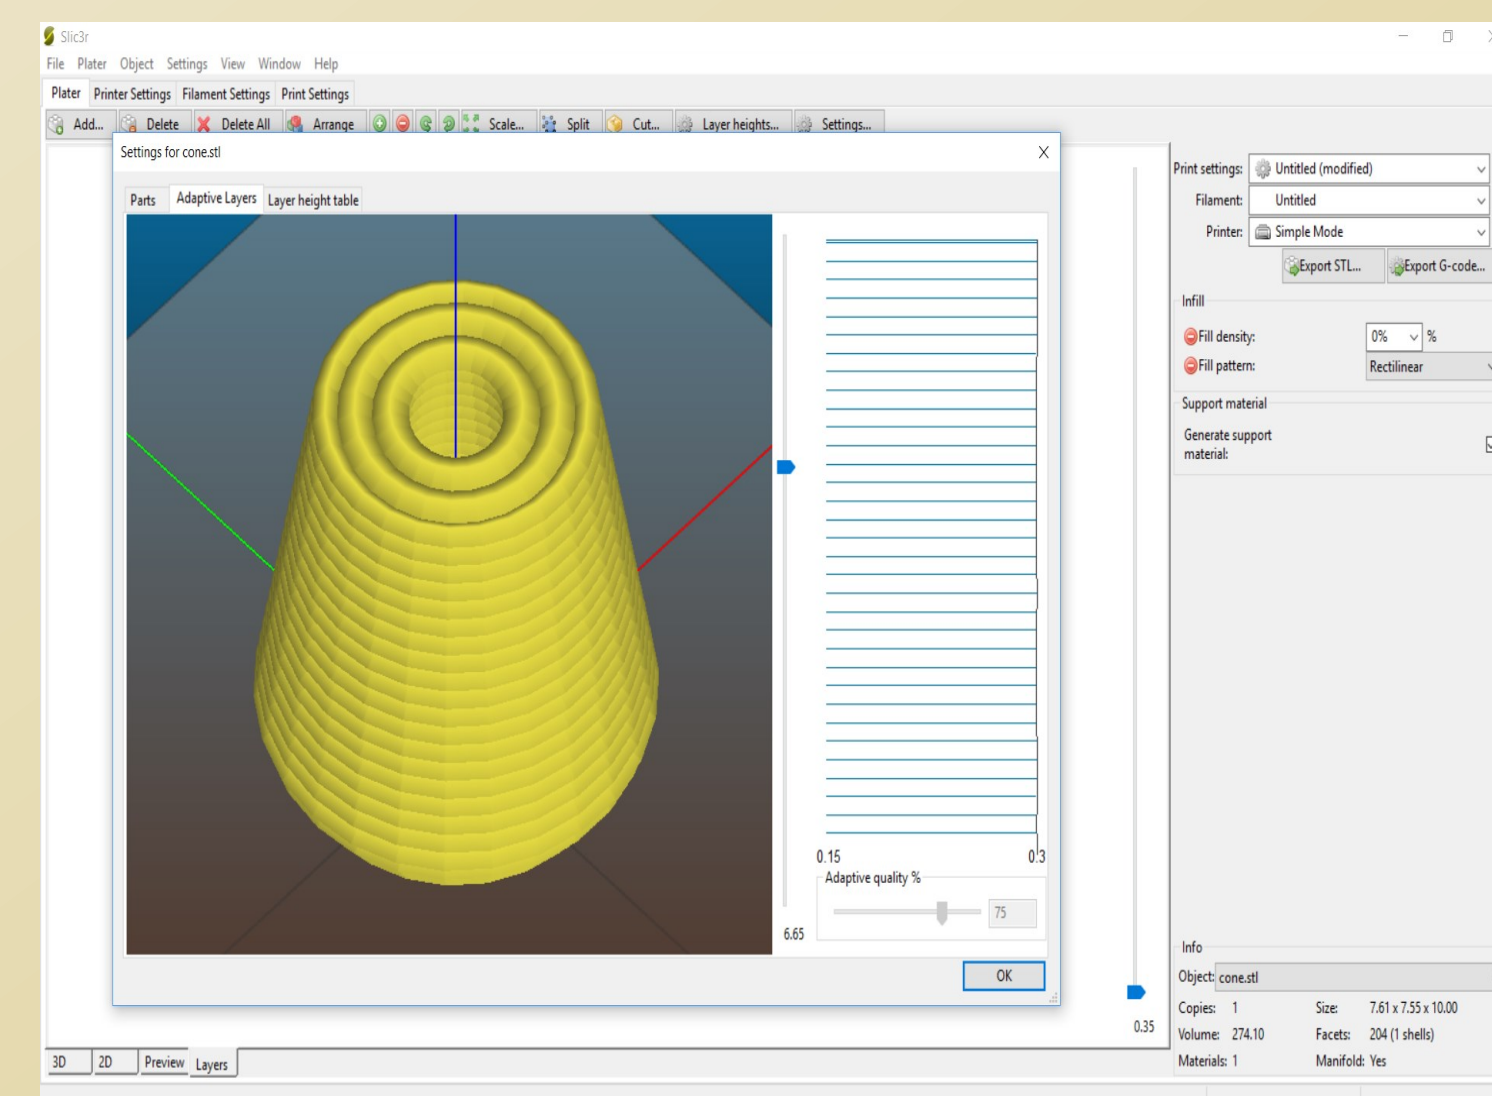 Slic3r
File Plater Object Settings View Window Help
Plater Printer Settings Filament Settings Print Settings
Add... Delete Delete All Arrange Scale... Split Cut... Layer heights... Settings...
Settings for cone.stl X
Parts Adaptive Layers Layer height table
0.15 0.3
Adaptive quality %
75
6.65
OK
0.35
Print settings: Untitled (modified)
Filament: Untitled
Printer: Simple Mode
Export STL... Export G-code...
Infill
Fill density: 0% %
Fill pattern: Rectilinear
Support material
Generate support
material:
Info
Object: cone.stl
Copies: 1 Size: 7.61 x 7.55 x 10.00
Volume: 274.10 Facets: 204 (1 shells)
Materials: 1 Manifold: Yes
3D 2D Preview Layers